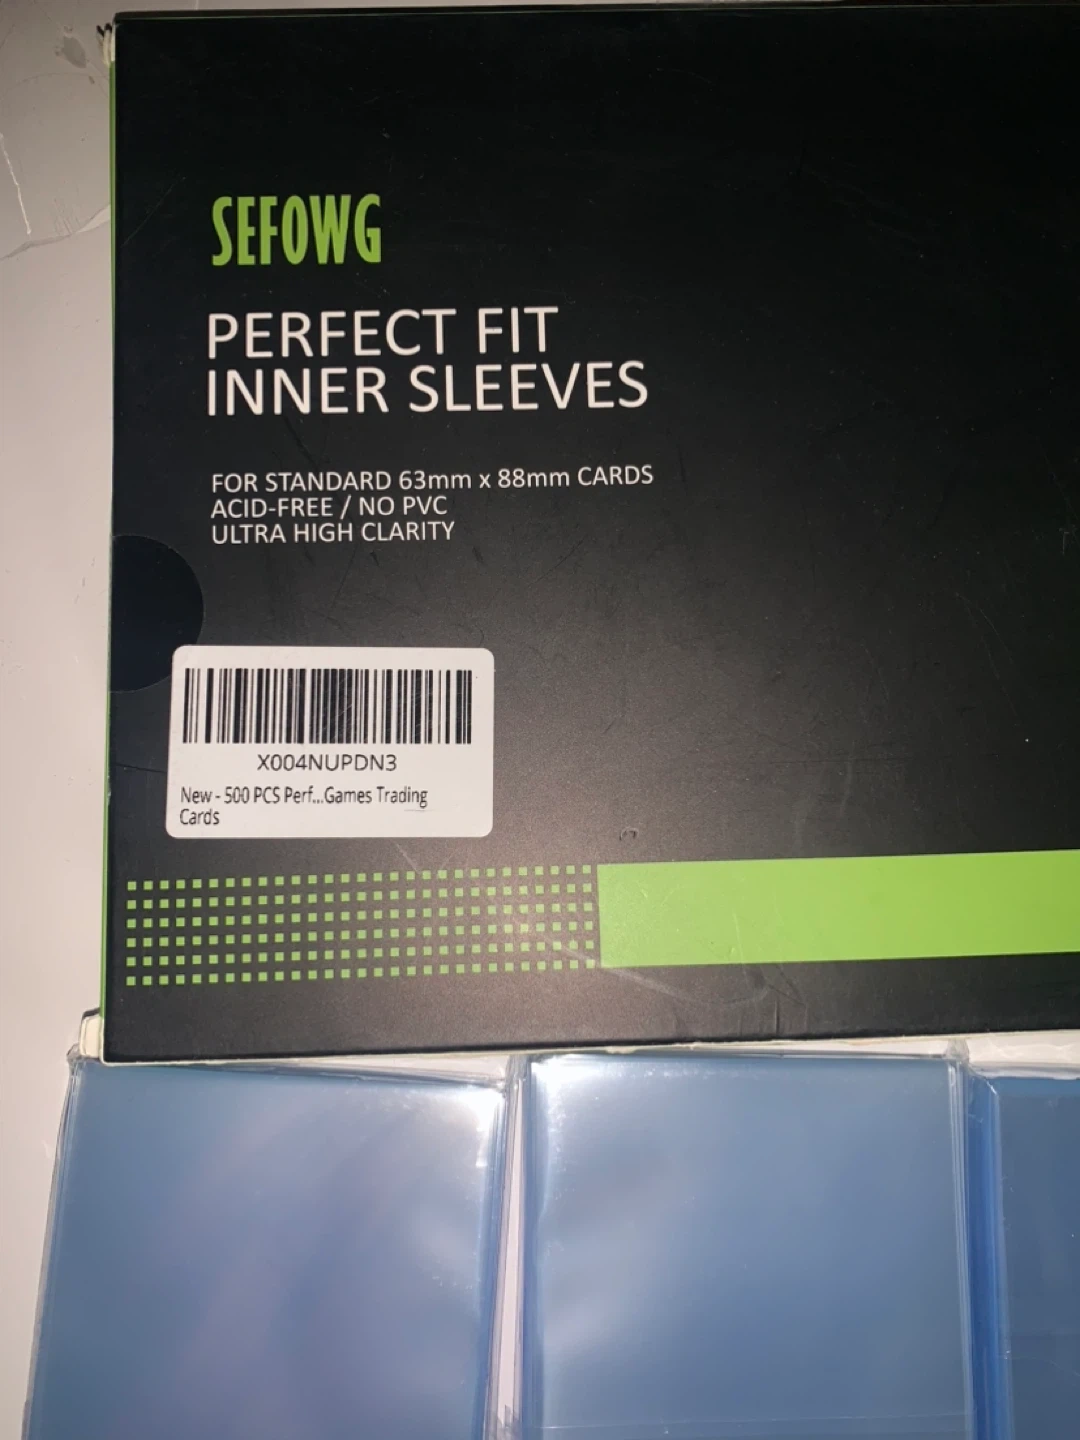 SEFOWG
PERFECT FIT
INNER SLEEVES
FOR STANDARD 63mm x 88mm CARDS
ACID-FREE / NO PVC
ULTRA HIGH CLARITY
X004NUPDN3
New - 500 PCS Perf...Games Trading
Cards